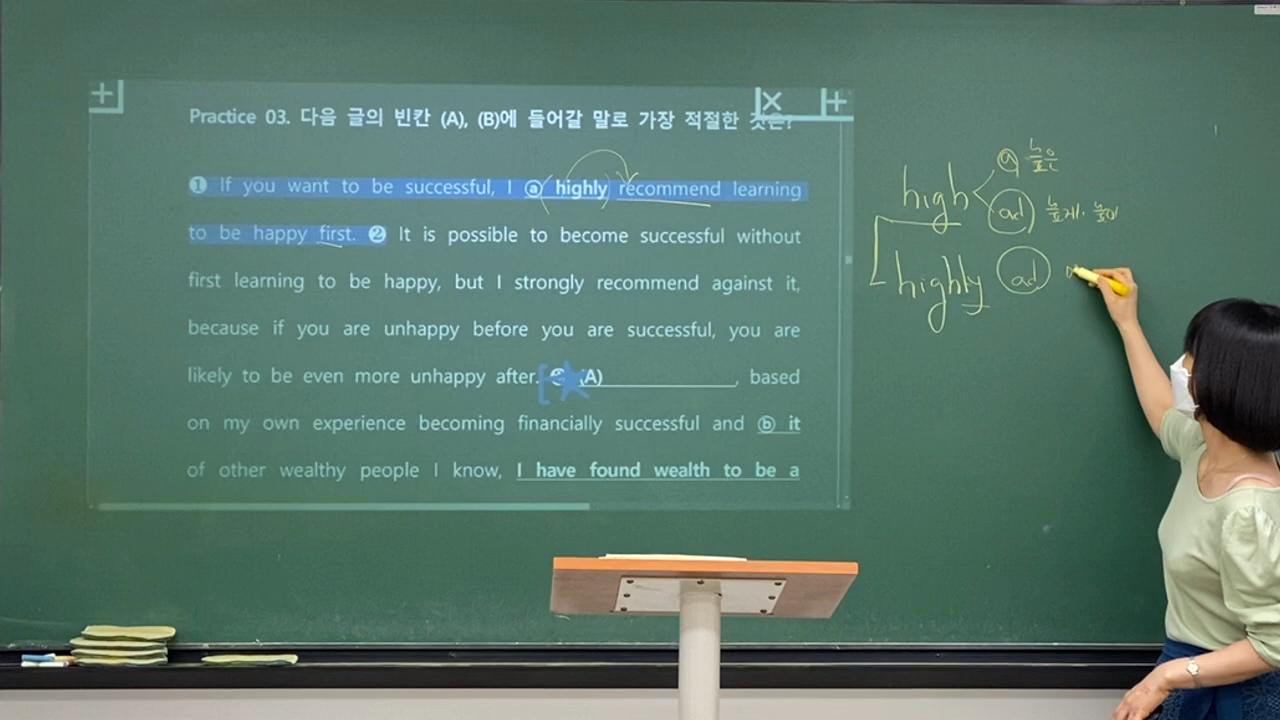 Practice 03. 다음 글의 빈칸 (A), (B)에 들어갈 말로 가장 적절한 것은?
❶ If you want to be successful, I ⓐ highly recommend learning
to be happy first. ❷ It is possible to become successful without
first learning to be happy, but I strongly recommend against it,
because if you are unhappy before you are successful, you are
likely to be even more unhappy after. (A) , based
on my own experience becoming financially successful and ⓑ it
of other wealthy people I know, I have found wealth to be a
high a 높은
ad 높게· 높이
highly ad